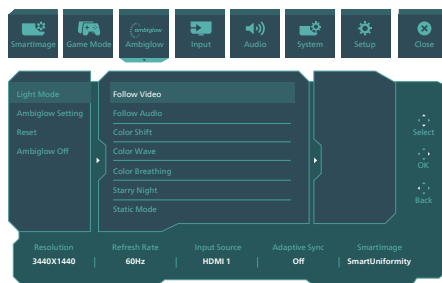 ambiglow
SmartImage
Game Mode
Ambiglow
Input
Audio
System
Setup
Close
Light Mode
Ambiglow Setting
Reset
Ambiglow Off
Follow Video
Follow Audio
Color Shift
Color Wave
Color Breathing
Starry Night
Static Mode
Select
OK
Back
Resolution
3440X1440
Refresh Rate
60Hz
Input Source
HDMI 1
Adaptive Sync
Off
SmartImage
SmartUniformity